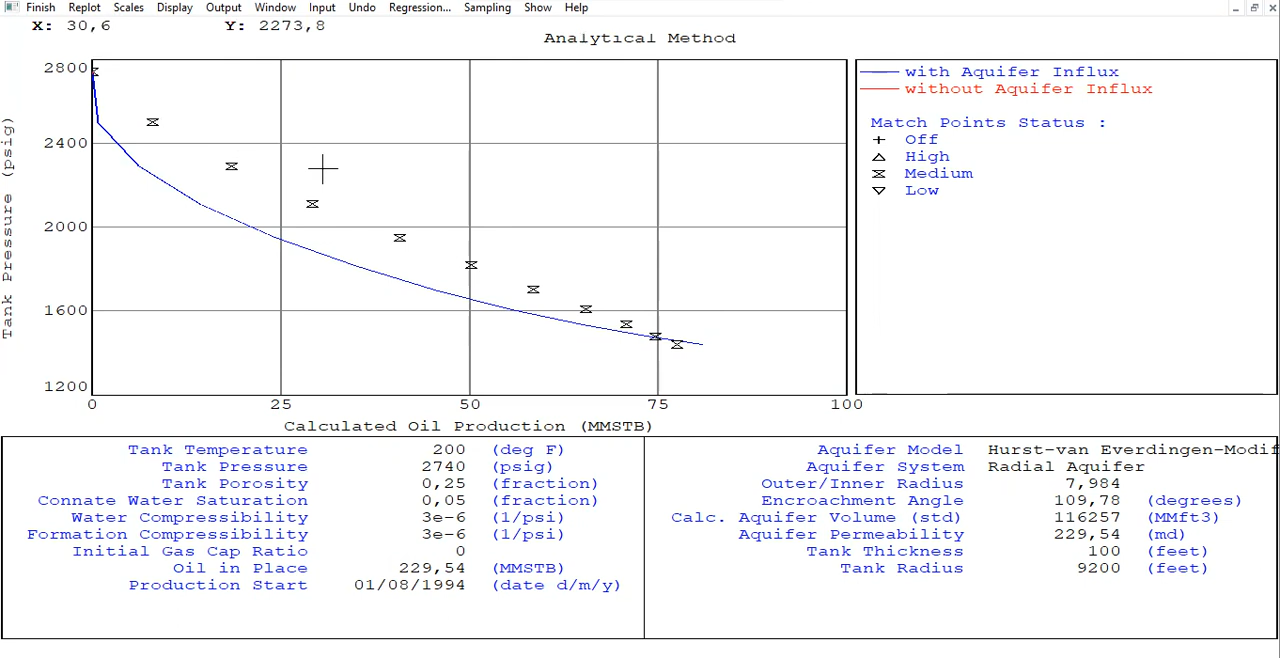 Finish Replot Scales Display Output Window Input Undo Regression... Sampling Show Help
X: 30,6 Y: 2273,8
Analytical Method
with Aquifer Influx
without Aquifer Influx
Match Points Status :
Off
High
Medium
Low
Tank Pressure (psig)
2800
2400
2000
1600
1200
0 25 50 75 100
Calculated Oil Production (MMSTB)
Tank Temperature 200 (deg F)
Tank Pressure 2740 (psig)
Tank Porosity 0,25 (fraction)
Connate Water Saturation 0,05 (fraction)
Water Compressibility 3e-6 (1/psi)
Formation Compressibility 3e-6 (1/psi)
Initial Gas Cap Ratio 0
Oil in Place 229,54 (MMSTB)
Production Start 01/08/1994 (date d/m/y)
Aquifer Model Hurst-van Everdingen-Modif
Aquifer System Radial Aquifer
Outer/Inner Radius 7,984
Encroachment Angle 109,78 (degrees)
Calc. Aquifer Volume (std) 116257 (MMft3)
Aquifer Permeability 229,54 (md)
Tank Thickness 100 (feet)
Tank Radius 9200 (feet)